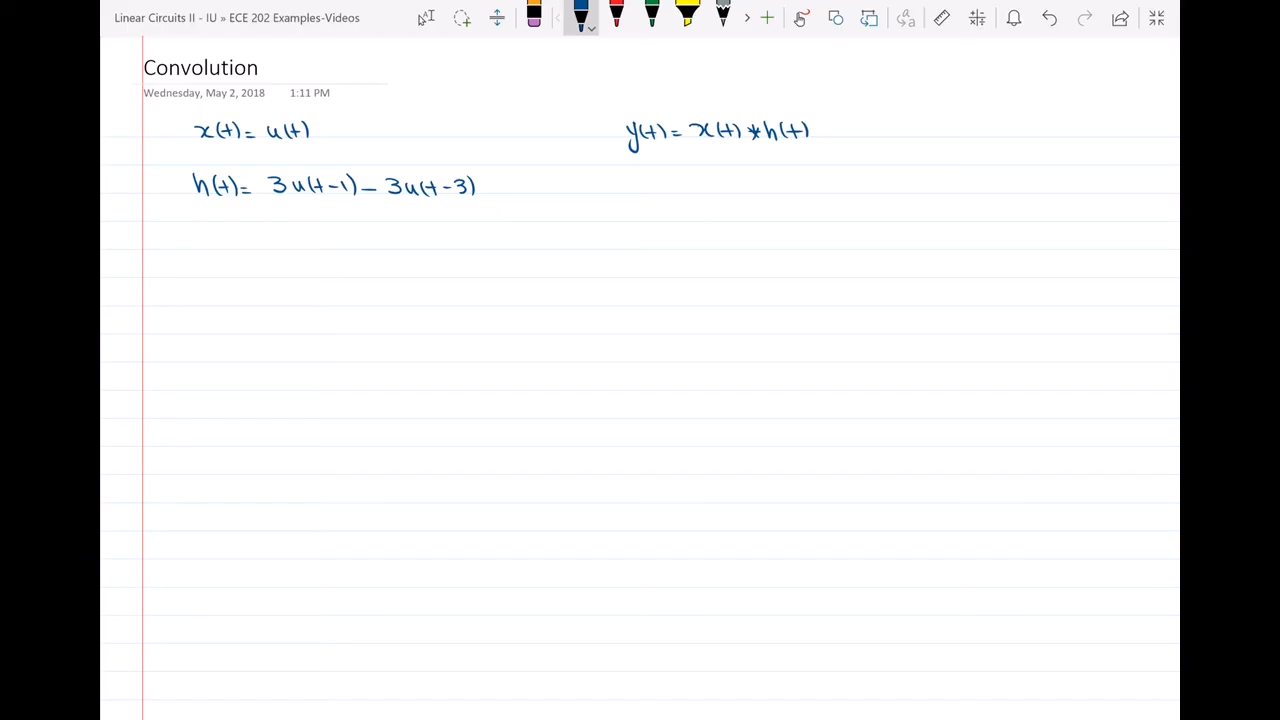 Linear Circuits II - IU » ECE 202 Examples-Videos
Convolution
Wednesday, May 2, 2018 1:11 PM
x(t) = u(t)
y(t) = x(t) * h(t)
h(t) = 3u(t-1) - 3u(t-3)